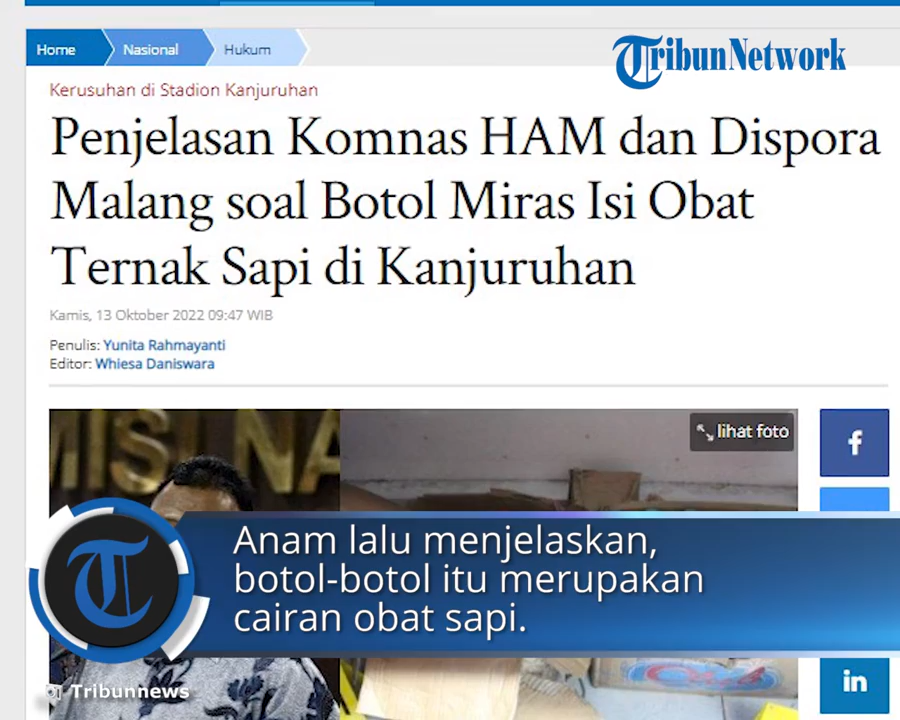 Home
Nasional
Hukum
TribunNetwork
Kerusuhan di Stadion Kanjuruhan
Penjelasan Komnas HAM dan Dispora
Malang soal Botol Miras Isi Obat
Ternak Sapi di Kanjuruhan
Kamis, 13 Oktober 2022 09:47 WIB
Penulis: Yunita Rahmayanti
Editor: Whiesa Daniswara
lihat foto
f
Anam lalu menjelaskan,
botol-botol itu merupakan
cairan obat sapi.
T
in
Tribunnews